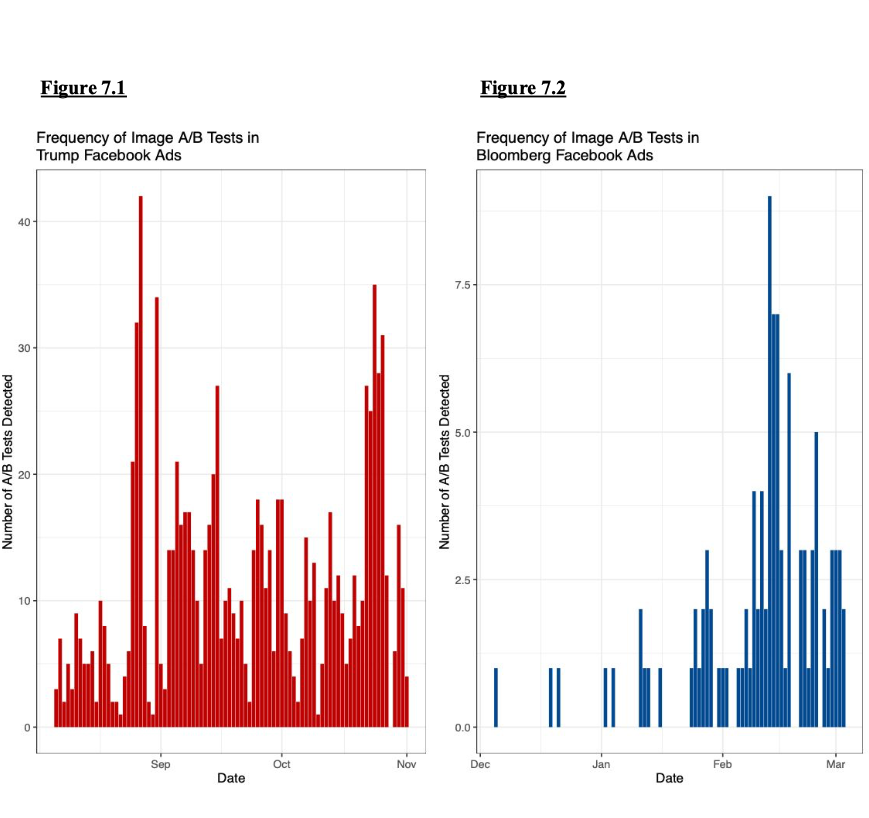 Figure 7.1
Figure 7.2
Frequency of Image A/B Tests in
Trump Facebook Ads
Number of A/B Tests Detected
40
30
20
10
0
Sep
Oct
Nov
Date
Frequency of Image A/B Tests in
Bloomberg Facebook Ads
Number of A/B Tests Detected
7.5
5.0
2.5
0.0
Dec
Jan
Feb
Mar
Date